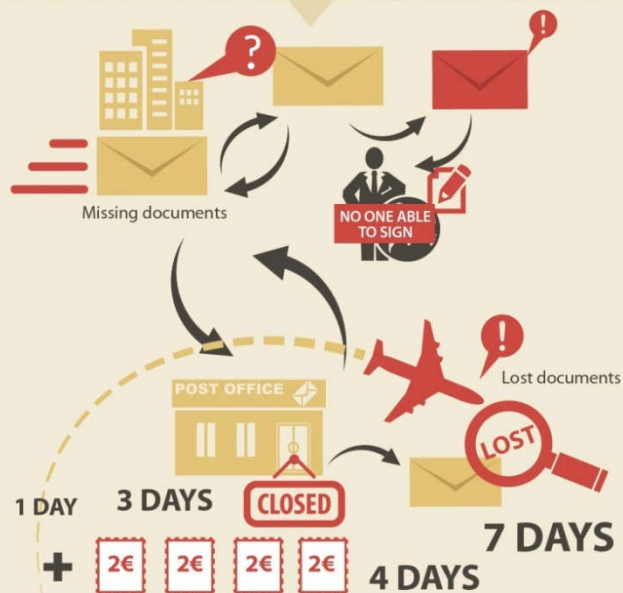 ?
!
Missing documents
NO ONE ABLE
TO SIGN
!
Lost documents
POST OFFICE
LOST
CLOSED
1 DAY
3 DAYS
7 DAYS
+
2€ 2€ 2€ 2€
4 DAYS